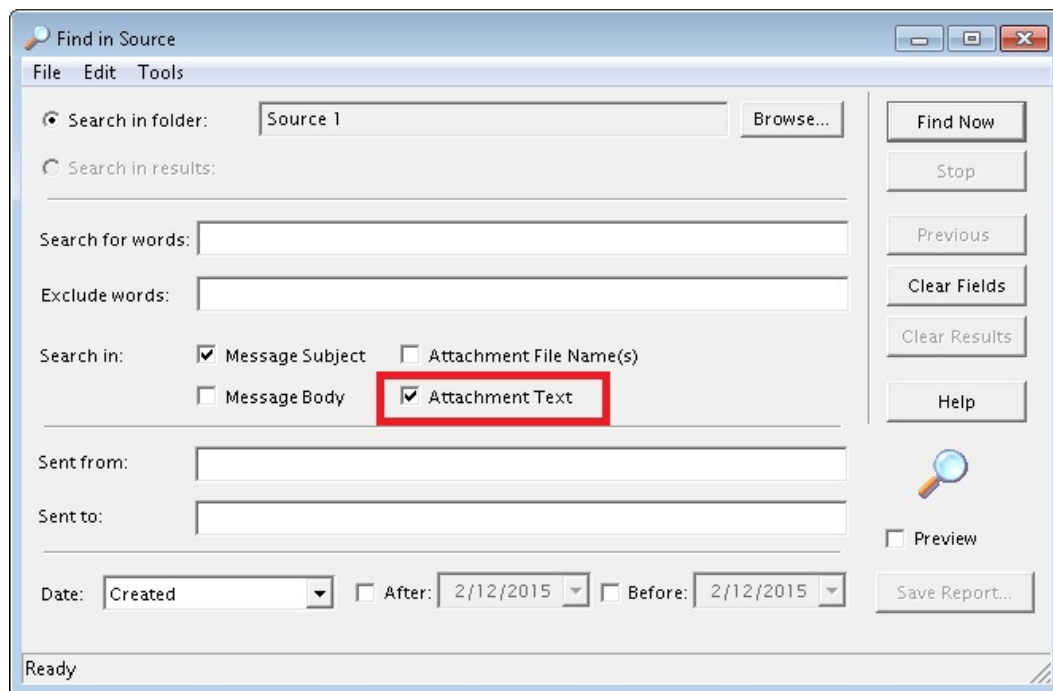 Find in Source
File Edit Tools
Search in folder: Source 1 Browse... Find Now
Search in results: Stop
Search for words: Previous
Exclude words: Clear Fields
Search in: Message Subject Attachment File Name(s) Clear Results
Message Body Attachment Text Help
Sent from:
Sent to:
Preview
Date: Created After: 2/12/2015 Before: 2/12/2015 Save Report...
Ready